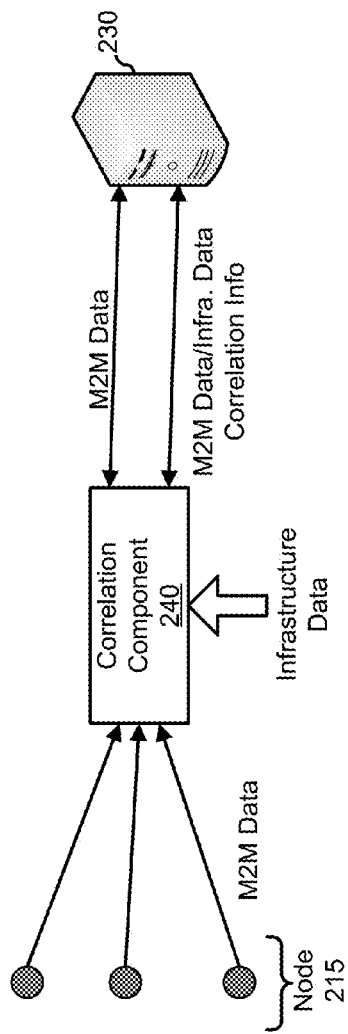 Node
215
M2M Data
Correlation
Component
240
Infrastructure
Data
M2M Data
M2M Data/Infra. Data
Correlation Info
230